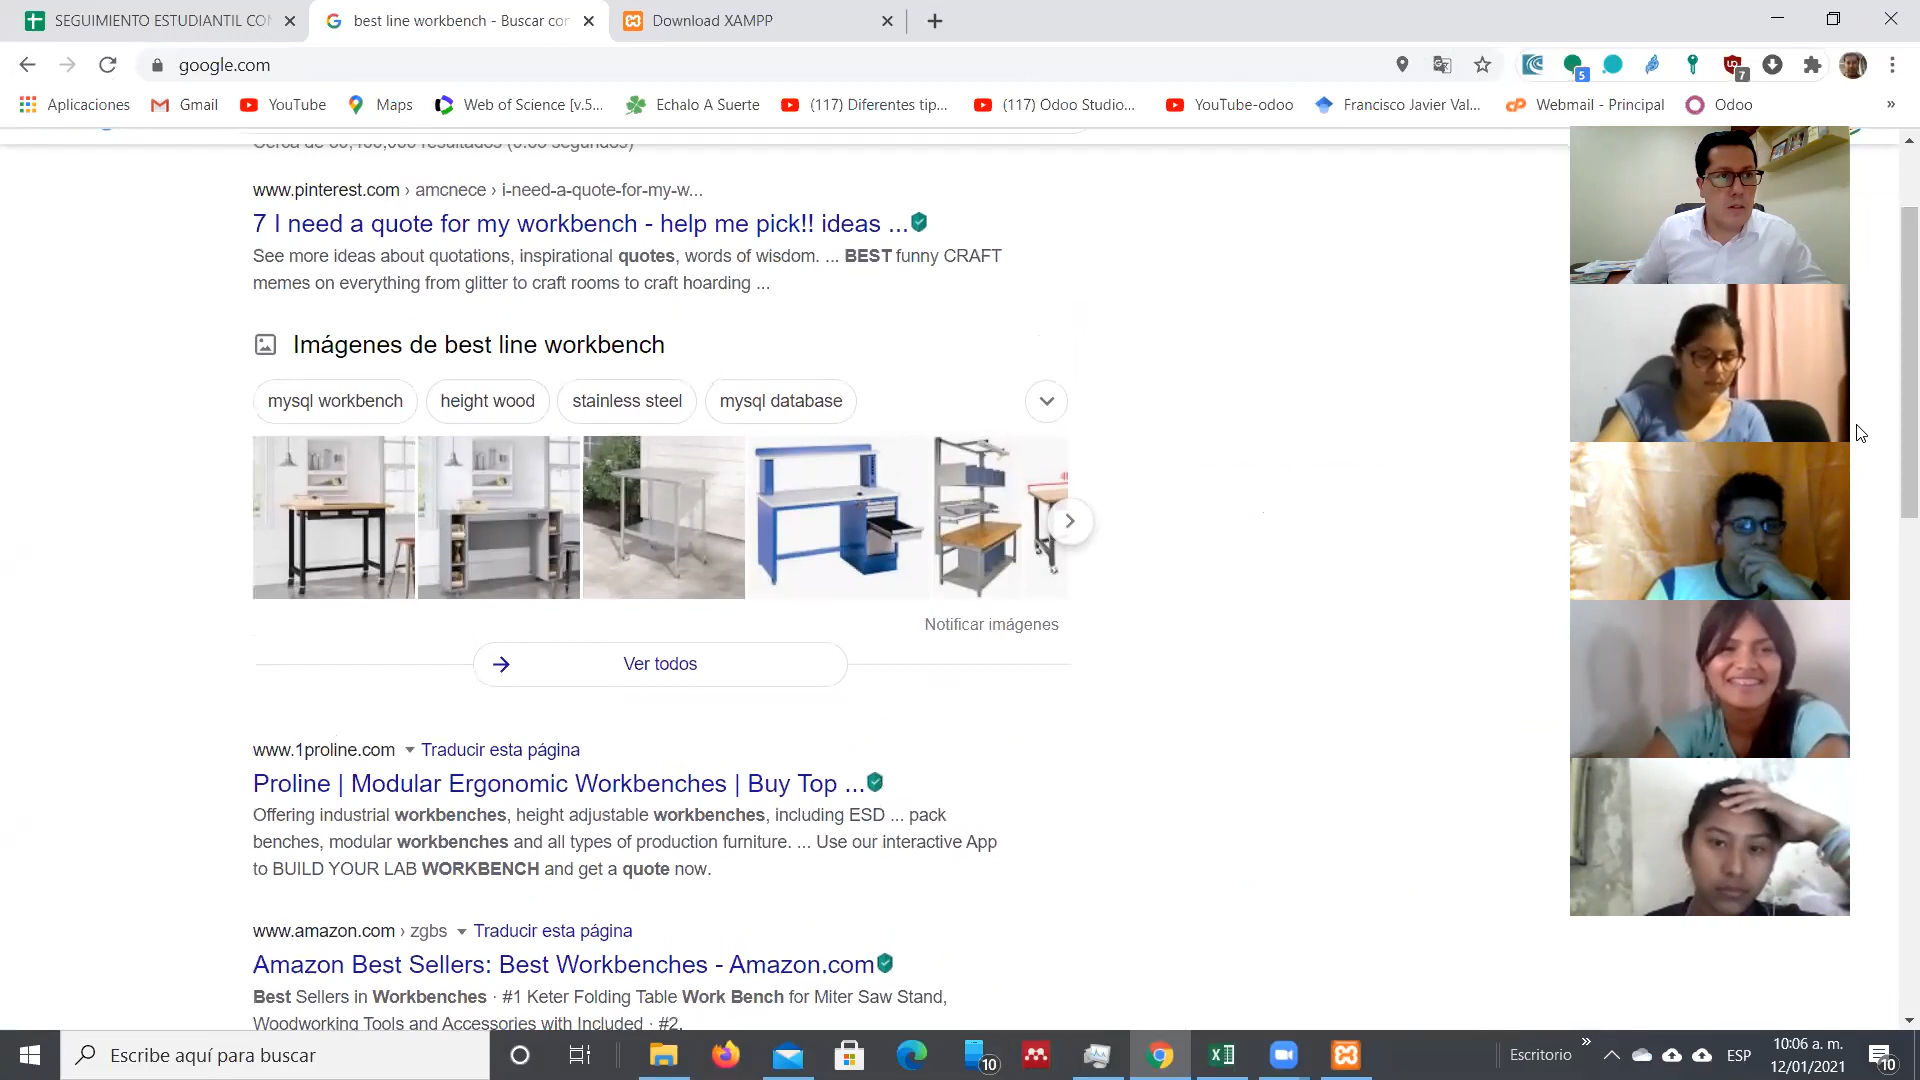 SEGUIMIENTO ESTUDIANTIL CON
best line workbench - Buscar con
Download XAMPP
google.com
5
7
Aplicaciones
Gmail
YouTube
Maps
Web of Science [v.5...
Echalo A Suerte
(117) Diferentes tip...
(117) Odoo Studio...
YouTube-odoo
Francisco Javier Val...
Webmail - Principal
Odoo
»
www.pinterest.com › amcnece › i-need-a-quote-for-my-w...
7 I need a quote for my workbench - help me pick!! ideas ...
See more ideas about quotations, inspirational quotes, words of wisdom. ... BEST funny CRAFT
memes on everything from glitter to craft rooms to craft hoarding ...
Imágenes de best line workbench
mysql workbench
height wood
stainless steel
mysql database
Notificar imágenes
Ver todos
www.1proline.com
Traducir esta página
Proline | Modular Ergonomic Workbenches | Buy Top ...
Offering industrial workbenches, height adjustable workbenches, including ESD ... pack
benches, modular workbenches and all types of production furniture. ... Use our interactive App
to BUILD YOUR LAB WORKBENCH and get a quote now.
www.amazon.com › zgbs
Traducir esta página
Amazon Best Sellers: Best Workbenches - Amazon.com
Best Sellers in Workbenches · #1 Keter Folding Table Work Bench for Miter Saw Stand,
Woodworking Tools and Accessories with Included · #2.
Escribe aquí para buscar
10
Escritorio
»
ESP
10:06 a. m.
12/01/2021
10